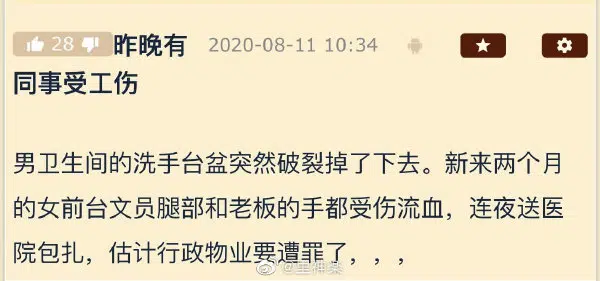 28 昨晚有 2020-08-11 10:34
同事受工伤
男卫生间的洗手台盆突然破裂掉了下去。新来两个月
的女前台文员腿部和老板的手都受伤流血，连夜送医
院包扎，估计行政物业要遭罪了，，，